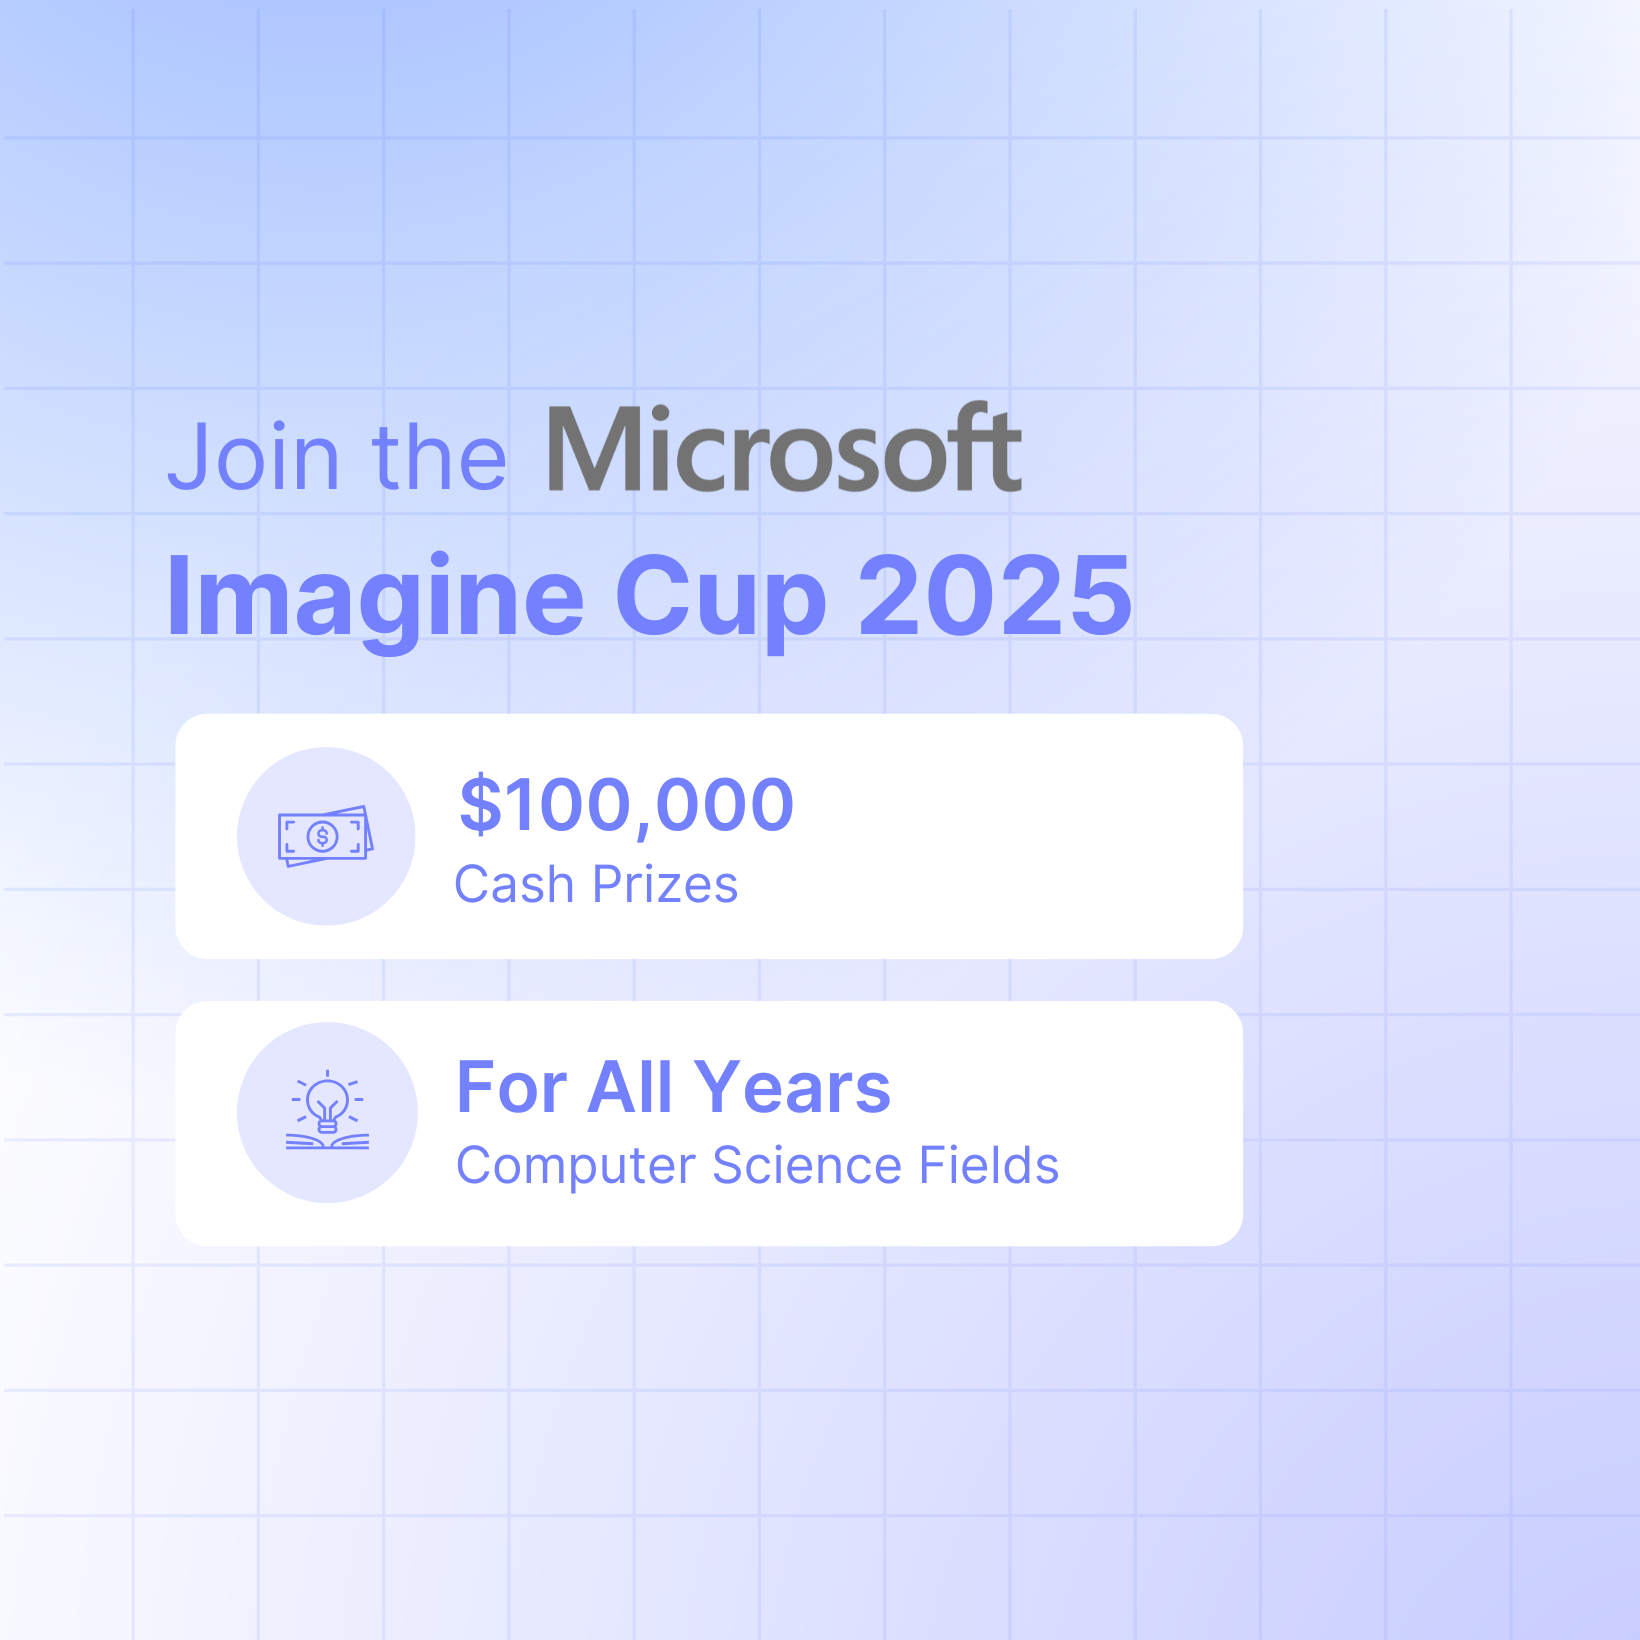 Join the Microsoft
Imagine Cup 2025
$100,000
Cash Prizes
For All Years
Computer Science Fields